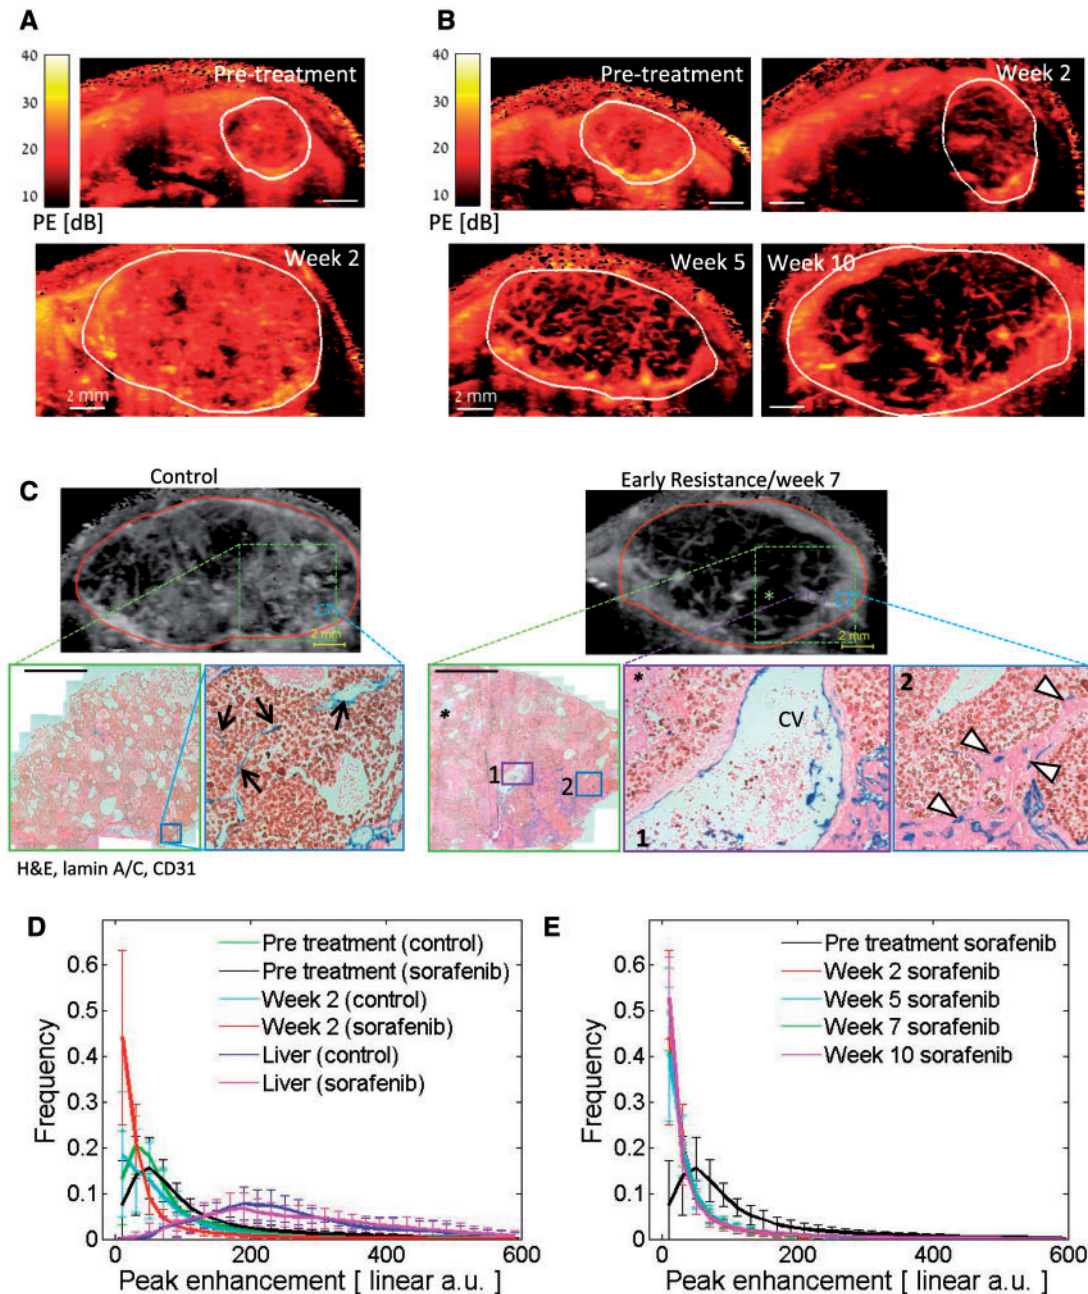 A
B
40
30
20
10
PE [dB]
Pre-treatment
Week 2
2 mm
40
30
20
10
PE [dB]
Pre-treatment
Week 2
Week 5
2 mm
Week 10
C
Control
Early Resistance/week 7
2 mm
*
2 mm
*
1
2
*
CV
1
2
H&E, lamin A/C, CD31
D
Pre treatment (control)
Pre treatment (sorafenib)
Week 2 (control)
Week 2 (sorafenib)
Liver (control)
Liver (sorafenib)
Frequency
0.6
0.5
0.4
0.3
0.2
0.1
0
0 200 400 600
Peak enhancement [ linear a.u. ]
E
Pre treatment sorafenib
Week 2 sorafenib
Week 5 sorafenib
Week 7 sorafenib
Week 10 sorafenib
Frequency
0.6
0.5
0.4
0.3
0.2
0.1
0
0 200 400 600
Peak enhancement [ linear a.u. ]